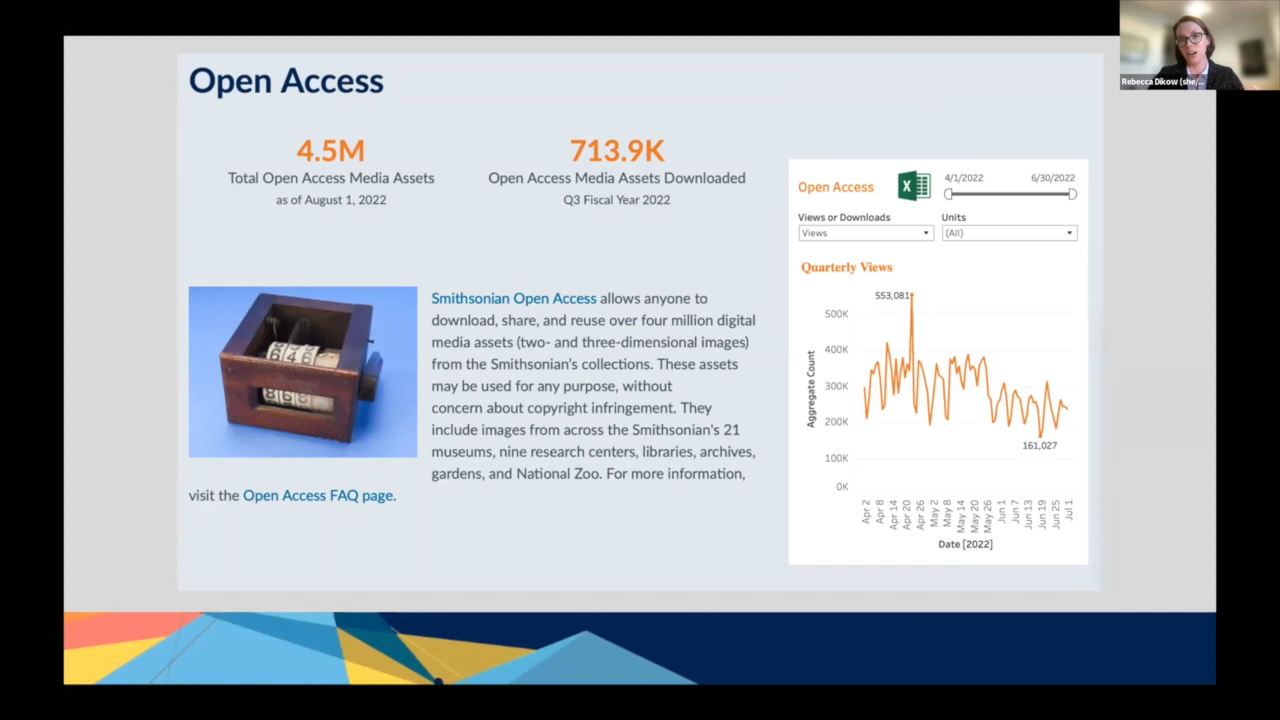 Open Access
4.5M
Total Open Access Media Assets
as of August 1, 2022
713.9K
Open Access Media Assets Downloaded
Q3 Fiscal Year 2022
Smithsonian Open Access allows anyone to
download, share, and reuse over four million digital
media assets (two- and three-dimensional images)
from the Smithsonian's collections. These assets
may be used for any purpose, without
concern about copyright infringement. They
include images from across the Smithsonian's 21
museums, nine research centers, libraries, archives,
gardens, and National Zoo. For more information,
visit the Open Access FAQ page.
Open Access
X
4/1/2022
6/30/2022
Views or Downloads
Units
Views
(All)
Quarterly Views
553,081
500K
400K
300K
200K
100K
0K
161,027
Aggregate Count
Apr 2
Apr 8
Apr 14
Apr 20
Apr 26
May 2
May 8
May 14
May 20
May 26
Jun 1
Jun 7
Jun 13
Jun 19
Jun 25
Jul 1
Date [2022]
Rebecca Dikow (she/...